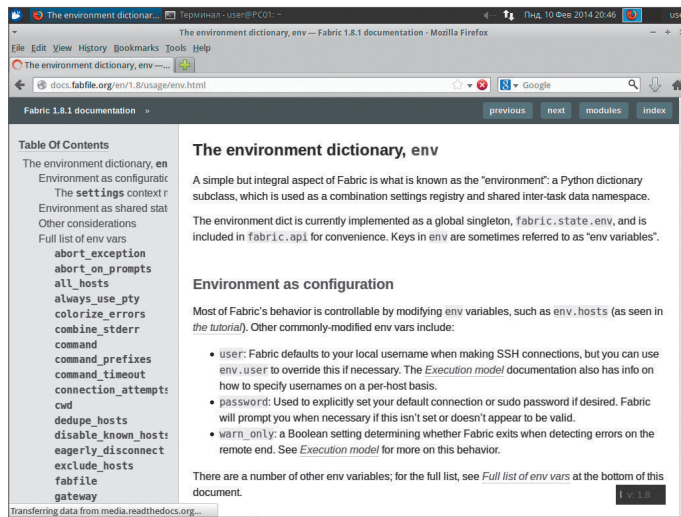 The environment dictionar...
Терминал - user@PC01: ~
Пнд, 10 Фев 2014 20:46
The environment dictionary, env — Fabric 1.8.1 documentation - Mozilla Firefox
File Edit View History Bookmarks Tools Help
The environment dictionary, env —...
docs.fabfile.org/en/1.8/usage/env.html
Google
Fabric 1.8.1 documentation »
previous next modules index
Table Of Contents
The environment dictionary, en
Environment as configuratic
The settings context r
Environment as shared stat
Other considerations
Full list of env vars
abort_exception
abort_on_prompts
all_hosts
always_use_pty
colorize_errors
combine_stderr
command
command_prefixes
command_timeout
connection_attempts
cwd
dedupe_hosts
disable_known_hosts
eagerly_disconnect
exclude_hosts
fabfile
gateway
The environment dictionary, env
A simple but integral aspect of Fabric is what is known as the “environment”: a Python dictionary
subclass, which is used as a combination settings registry and shared inter-task data namespace.
The environment dict is currently implemented as a global singleton, fabric.state.env, and is
included in fabric.api for convenience. Keys in env are sometimes referred to as “env variables”.
Environment as configuration
Most of Fabric’s behavior is controllable by modifying env variables, such as env.hosts (as seen in
the tutorial). Other commonly-modified env vars include:
• user: Fabric defaults to your local username when making SSH connections, but you can use
env.user to override this if necessary. The Execution model documentation also has info on
how to specify usernames on a per-host basis.
• password: Used to explicitly set your default connection or sudo password if desired. Fabric
will prompt you when necessary if this isn’t set or doesn’t appear to be valid.
• warn_only: a Boolean setting determining whether Fabric exits when detecting errors on the
remote end. See Execution model for more on this behavior.
There are a number of other env variables; for the full list, see Full list of env vars at the bottom of this
document.
v: 1.8
Transferring data from media.readthedocs.org...